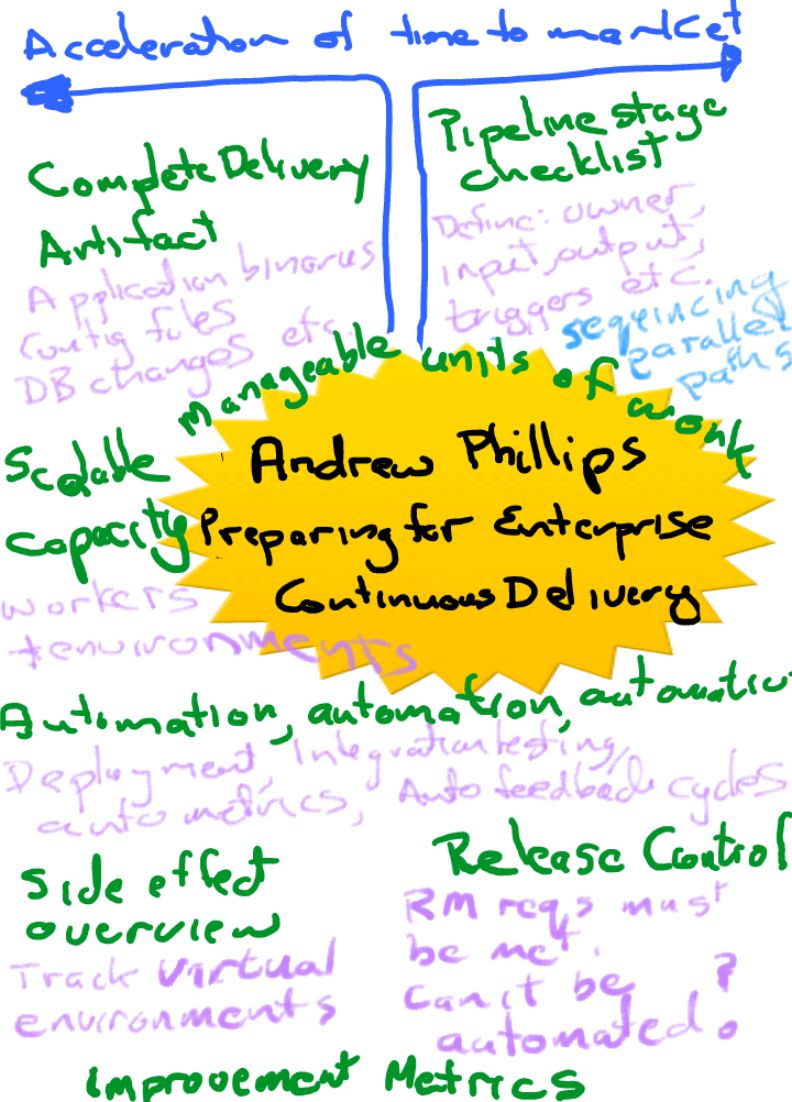 Acceleration of time to market
Complete Delivery
Artifact
Application binaries
Config files
DB changes etc.
Pipeline stage
checklist
Define: owner,
input, output,
triggers etc.
seqeincing
parallel
paths
Manageable units of work
Andrew Phillips
Preparing for Enterprise
Continuous Delivery
Scalable
capacity
workers
+ environments
Automation, automation, automation
Deployment, Integration testing,
auto metrics, Auto feedback cycles
Side effect
overview
Track virtual
environments
Release Control
RM reqs must
be met.
Can it be
automated?
Improvement Metrics